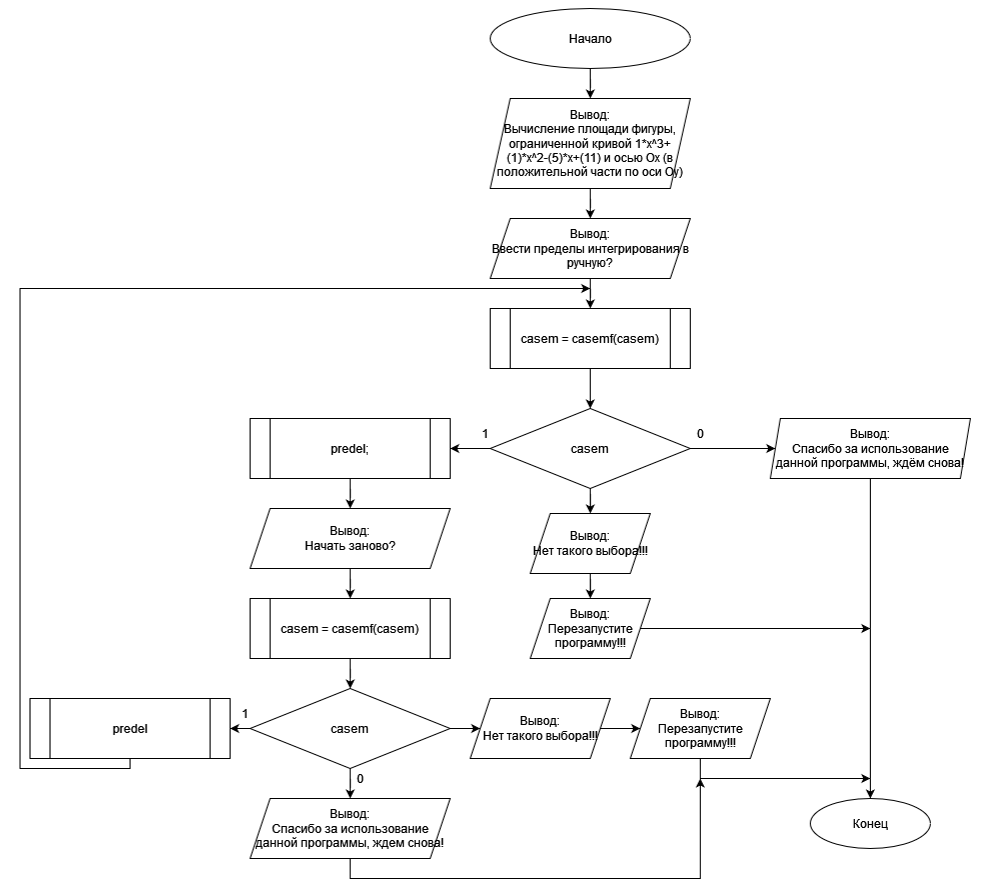 Начало
Вывод:
Вычисление площади фигуры,
ограниченной кривой 1*x^3+
(1)*x^2-(5)*x+(11) и осью Ox (в
положительной части по оси Oy)
Вывод:
Ввести пределы интегрирования в
ручную?
casem = casemf(casem)
casem
1
0
predel;
Вывод:
Спасибо за использование
данной программы, ждём снова!
Вывод:
Начать заново?
Вывод:
Нет такого выбора!!!
casem = casemf(casem)
Вывод:
Перезапустите
программу!!!
casem
1
0
predel
Вывод:
Нет такого выбора!!!
Вывод:
Перезапустите
программу!!!
Вывод:
Спасибо за использование
данной программы, ждем снова!
Конец